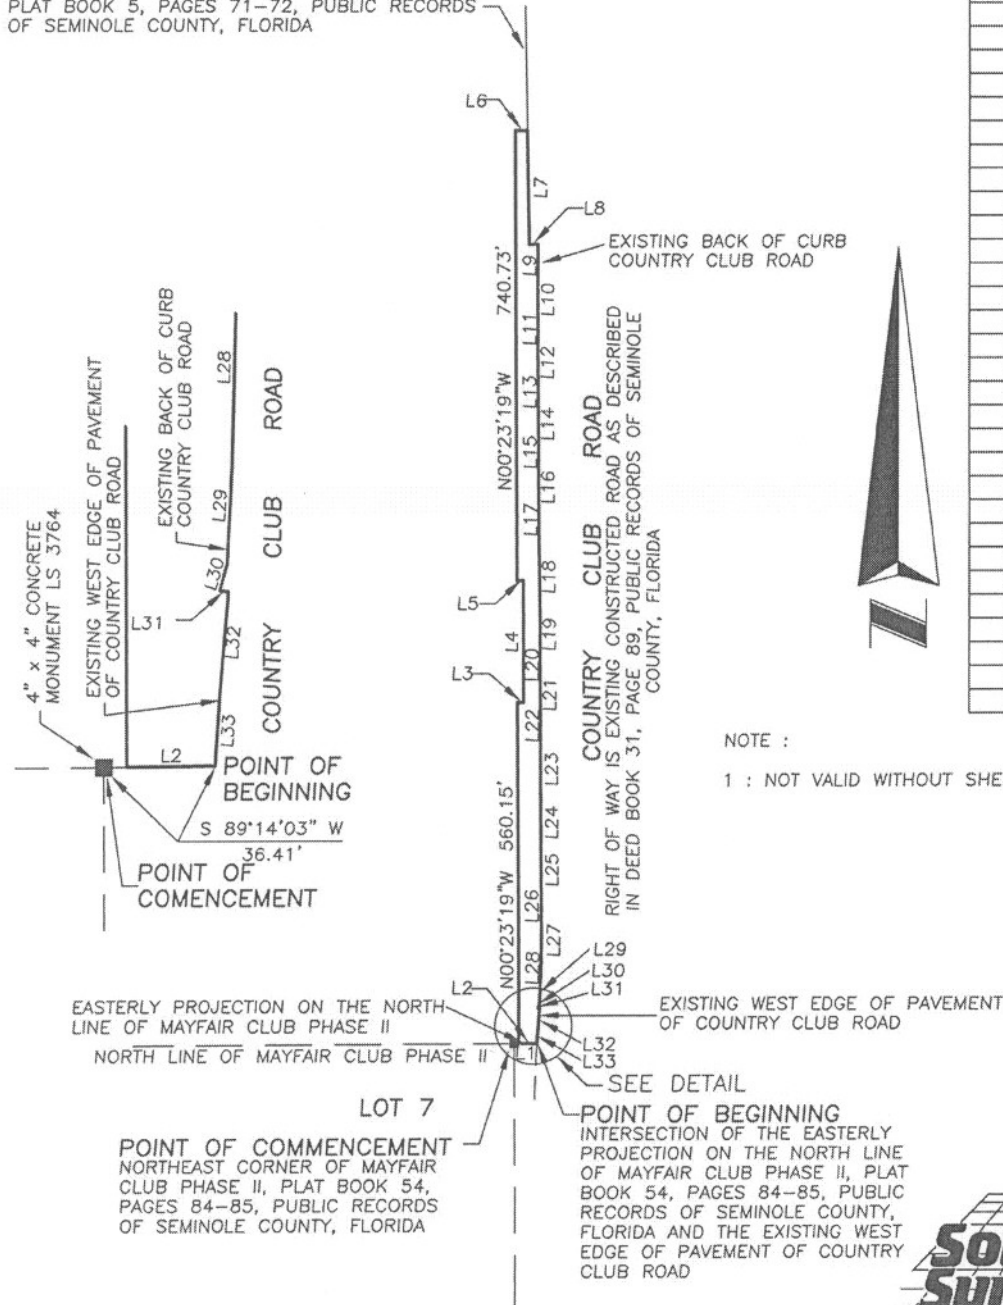 PLAT BOOK 5, PAGES 71-72, PUBLIC RECORDS
OF SEMINOLE COUNTY, FLORIDA
L6
L7
L8
EXISTING BACK OF CURB
COUNTRY CLUB ROAD
L9
740.73'
N00°23'19"W
L10
L11
L12
L13
L14
L15
L16
L17
L18
L5
L4
L19
L20
L3
L21
L22
L23
L24
L25
L26
L27
L28
560.15'
N00°23'19"W
COUNTRY CLUB ROAD
RIGHT OF WAY IS EXISTING CONSTRUCTED ROAD AS DESCRIBED
IN DEED BOOK 31, PAGE 89, PUBLIC RECORDS OF SEMINOLE
COUNTY, FLORIDA
4" x 4" CONCRETE
MONUMENT LS 3764
EXISTING WEST EDGE OF PAVEMENT
OF COUNTRY CLUB ROAD
EXISTING BACK OF CURB
COUNTRY CLUB ROAD
L28
L29
L30
L31
L32
L33
COUNTRY CLUB ROAD
L2
POINT OF
BEGINNING
S 89°14'03" W
36.41'
POINT OF
COMENCEMENT
NOTE :
1 : NOT VALID WITHOUT SHE
L29
L30
L31
L2
EASTERLY PROJECTION ON THE NORTH
LINE OF MAYFAIR CLUB PHASE II
NORTH LINE OF MAYFAIR CLUB PHASE II
L1
EXISTING WEST EDGE OF PAVEMENT
OF COUNTRY CLUB ROAD
L32
L33
SEE DETAIL
LOT 7
POINT OF COMMENCEMENT
NORTHEAST CORNER OF MAYFAIR
CLUB PHASE II, PLAT BOOK 54,
PAGES 84-85, PUBLIC RECORDS
OF SEMINOLE COUNTY, FLORIDA
POINT OF BEGINNING
INTERSECTION OF THE EASTERLY
PROJECTION ON THE NORTH LINE
OF MAYFAIR CLUB PHASE II, PLAT
BOOK 54, PAGES 84-85, PUBLIC
RECORDS OF SEMINOLE COUNTY,
FLORIDA AND THE EXISTING WEST
EDGE OF PAVEMENT OF COUNTRY
CLUB ROAD